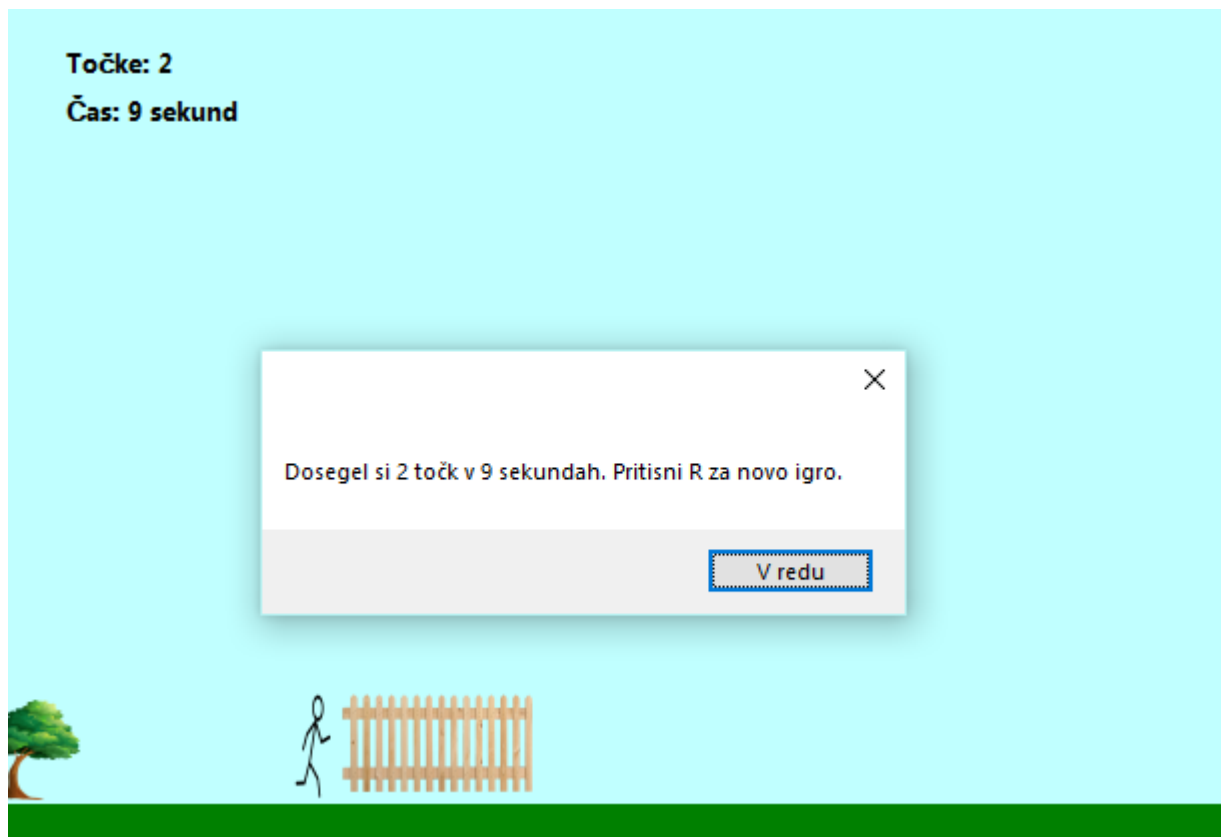 Točke: 2
Čas: 9 sekund
Dosegel si 2 točk v 9 sekundah. Pritisni R za novo igro.
V redu